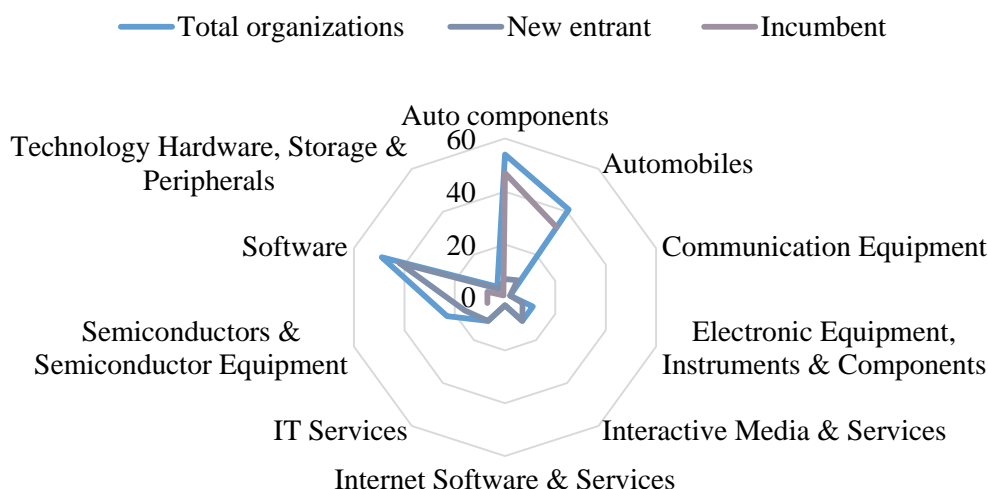 Total organizations New entrant Incumbent
Auto components
Technology Hardware, Storage &
Peripherals
60
Automobiles
40
Software
20
Communication Equipment
0
Semiconductors &
Semiconductor Equipment
Electronic Equipment,
Instruments & Components
IT Services
Interactive Media & Services
Internet Software & Services